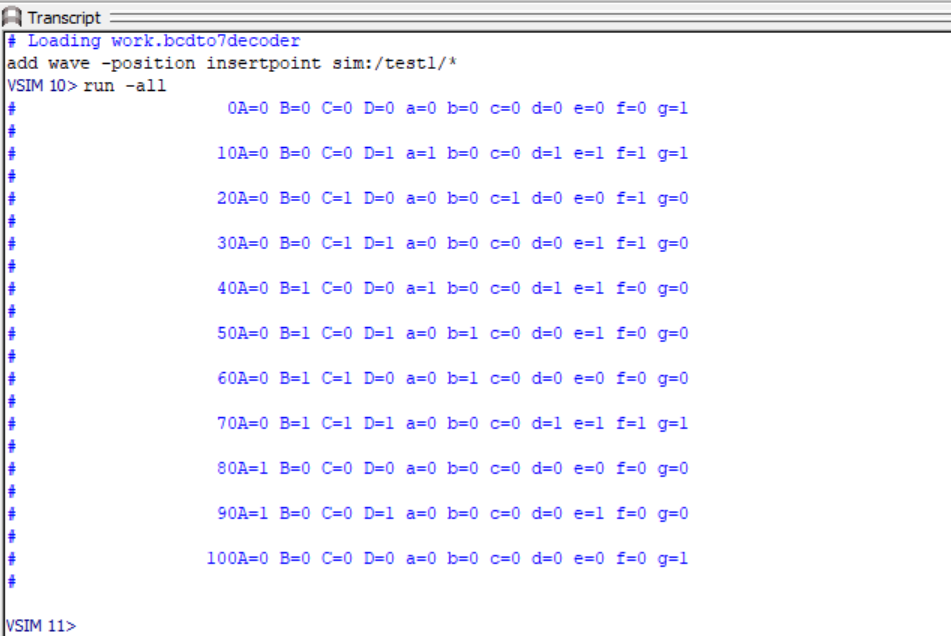 Transcript
# Loading work.bcdto7decoder
add wave -position insertpoint sim:/test1/*
VSIM 10> run -all
#                    0A=0 B=0 C=0 D=0 a=0 b=0 c=0 d=0 e=0 f=0 g=1
#
#                   10A=0 B=0 C=0 D=1 a=1 b=0 c=0 d=1 e=1 f=1 g=1
#
#                   20A=0 B=0 C=1 D=0 a=0 b=0 c=1 d=0 e=0 f=1 g=0
#
#                   30A=0 B=0 C=1 D=1 a=0 b=0 c=0 d=0 e=1 f=1 g=0
#
#                   40A=0 B=1 C=0 D=0 a=1 b=0 c=0 d=1 e=1 f=0 g=0
#
#                   50A=0 B=1 C=0 D=1 a=0 b=1 c=0 d=0 e=1 f=0 g=0
#
#                   60A=0 B=1 C=1 D=0 a=0 b=1 c=0 d=0 e=0 f=0 g=0
#
#                   70A=0 B=1 C=1 D=1 a=0 b=0 c=0 d=1 e=1 f=1 g=1
#
#                   80A=1 B=0 C=0 D=0 a=0 b=0 c=0 d=0 e=0 f=0 g=0
#
#                   90A=1 B=0 C=0 D=1 a=0 b=0 c=0 d=0 e=1 f=0 g=0
#
#                  100A=0 B=0 C=0 D=0 a=0 b=0 c=0 d=0 e=0 f=0 g=1
#
VSIM 11>